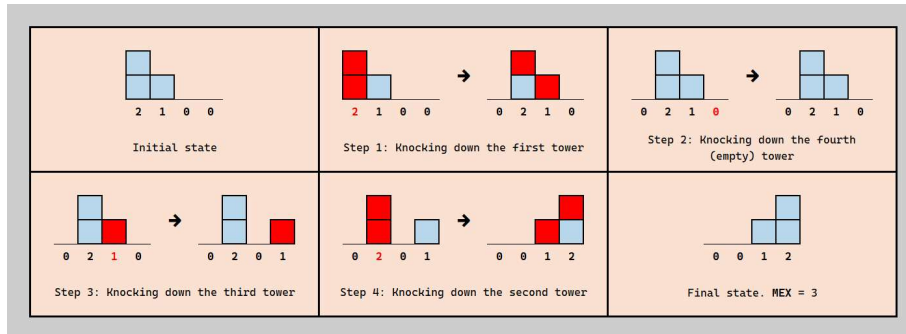 2 1 0 0
Initial state
2 1 0 0
0 2 1 0
Step 1: Knocking down the first tower
0 2 1 0
0 2 1 0
Step 2: Knocking down the fourth
(empty) tower
0 2 1 0
0 2 0 1
Step 3: Knocking down the third tower
0 2 0 1
0 0 1 2
Step 4: Knocking down the second tower
0 0 1 2
Final state. MEX = 3